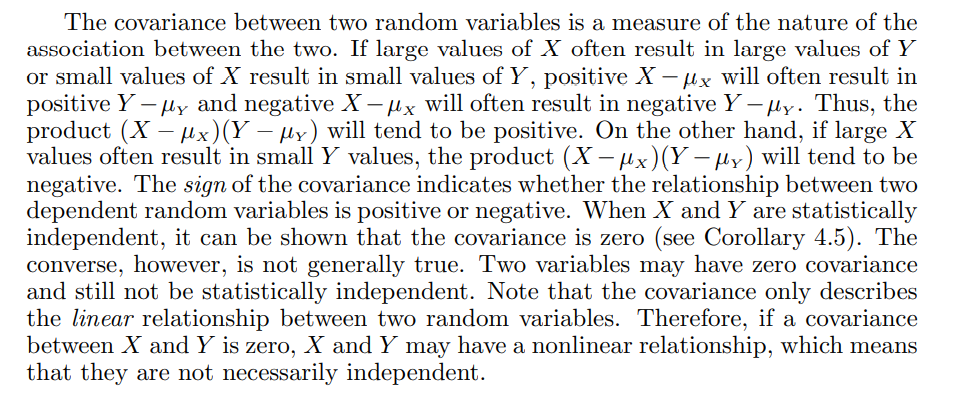 The covariance between two random variables is a measure of the nature of the
association between the two. If large values of X often result in large values of Y
or small values of X result in small values of Y, positive X − μX will often result in
positive Y − μY and negative X − μX will often result in negative Y − μY. Thus, the
product (X − μX)(Y − μY) will tend to be positive. On the other hand, if large X
values often result in small Y values, the product (X − μX)(Y − μY) will tend to be
negative. The sign of the covariance indicates whether the relationship between two
dependent random variables is positive or negative. When X and Y are statistically
independent, it can be shown that the covariance is zero (see Corollary 4.5). The
converse, however, is not generally true. Two variables may have zero covariance
and still not be statistically independent. Note that the covariance only describes
the linear relationship between two random variables. Therefore, if a covariance
between X and Y is zero, X and Y may have a nonlinear relationship, which means
that they are not necessarily independent.